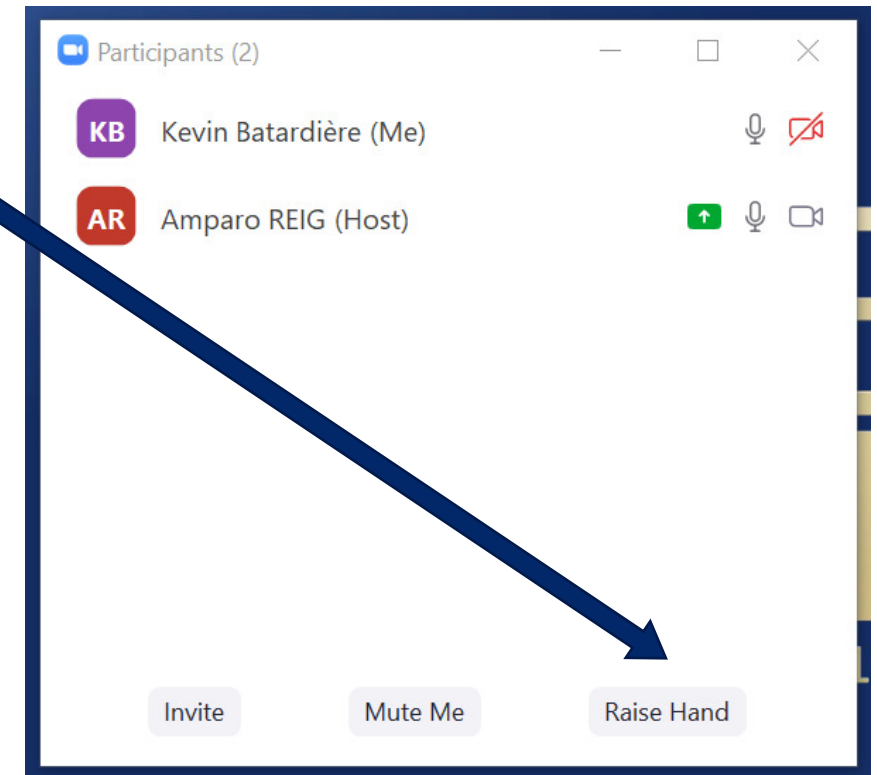 Participants (2)
KB Kevin Batardière (Me)
AR Amparo REIG (Host)
Invite Mute Me Raise Hand